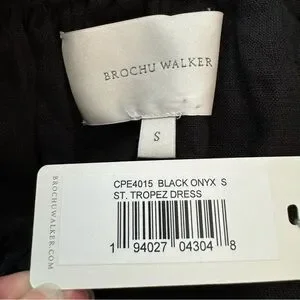 BROCHU WALKER
S
BROCHUWALKER.COM
CPE4015 BLACK ONYX S
ST. TROPEZ DRESS
1 94027 04304 8